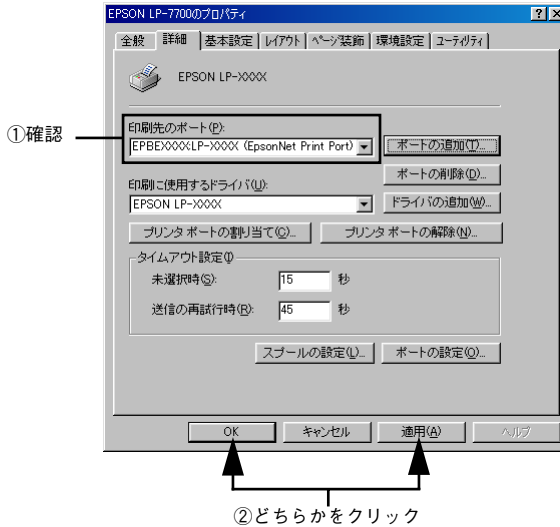 EPSON LP-7700のプロパティ
全般 詳細 基本設定 レイアウト ページ装飾 環境設定 ユーティリティ
EPSON LP-XXXX
①確認
印刷先のポート(P):
EPBEXXXX:LP-XXXX (EpsonNet Print Port) ポートの追加(T)...
ポートの削除(D)...
印刷に使用するドライバ(U):
EPSON LP-XXXX ドライバの追加(W)...
プリンタ ポートの割り当て(C)... プリンタ ポートの解除(N)...
タイムアウト設定
未選択時(S): 15 秒
送信の再試行時(R): 45 秒
スプールの設定(L)... ポートの設定(O)...
OK キャンセル 適用(A) ヘルプ
②どちらかをクリック